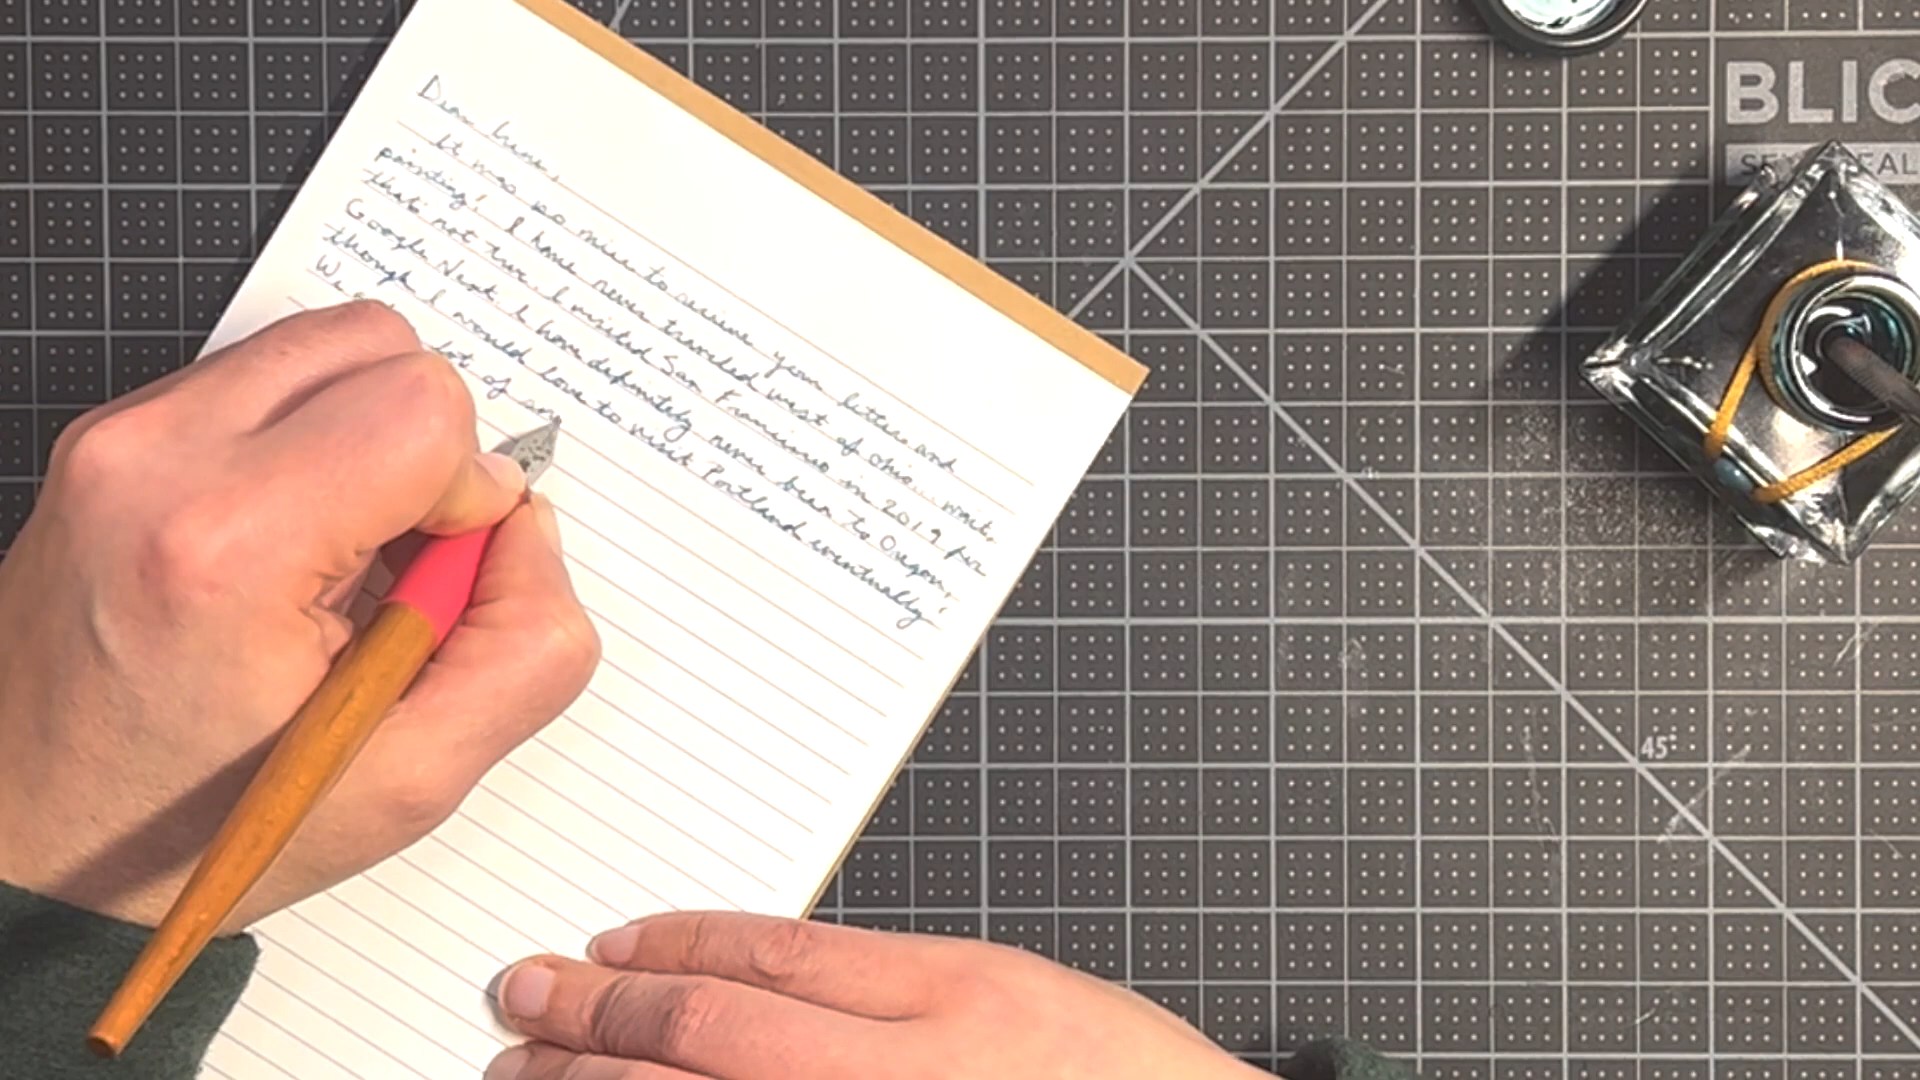 Dear
It was so nice to receive your letter and
painting! I have never travelled west of Ohio... wait,
that's not true, I visited San Francisco in 2019 for
Google Next. I have definitely never been to Oregon,
though I would love to visit Portland eventually!
We lot of
BLIC
45°